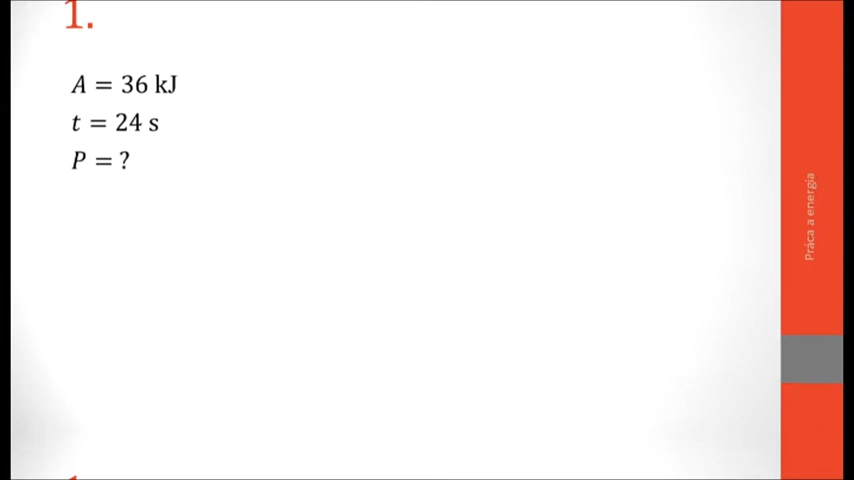 1.
A = 36 kJ
t = 24 s
P = ?
Práca a energia